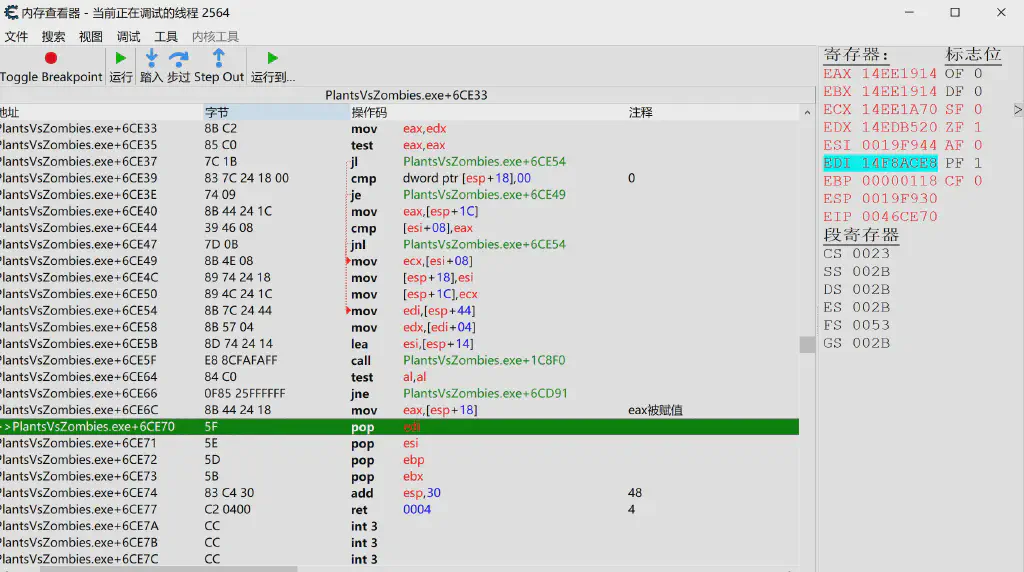 内存查看器 - 当前正在调试的线程 2564
文件 搜索 视图 调试 工具 内核工具
Toggle Breakpoint 运行 踏入 步过 Step Out 运行到...
PlantsVsZombies.exe+6CE33
地址 字节 操作码 注释
PlantsVsZombies.exe+6CE33 8B C2 mov eax,edx
PlantsVsZombies.exe+6CE35 85 C0 test eax,eax
PlantsVsZombies.exe+6CE37 7C 1B jl PlantsVsZombies.exe+6CE54
PlantsVsZombies.exe+6CE39 83 7C 24 18 00 cmp dword ptr [esp+18],00 0
PlantsVsZombies.exe+6CE3E 74 09 je PlantsVsZombies.exe+6CE49
PlantsVsZombies.exe+6CE40 8B 44 24 1C mov eax,[esp+1C]
PlantsVsZombies.exe+6CE44 39 46 08 cmp [esi+08],eax
PlantsVsZombies.exe+6CE47 7D 0B jnl PlantsVsZombies.exe+6CE54
PlantsVsZombies.exe+6CE49 8B 4E 08 mov ecx,[esi+08]
PlantsVsZombies.exe+6CE4C 89 74 24 18 mov [esp+18],esi
PlantsVsZombies.exe+6CE50 89 4C 24 1C mov [esp+1C],ecx
PlantsVsZombies.exe+6CE54 8B 7C 24 44 mov edi,[esp+44]
PlantsVsZombies.exe+6CE58 8B 57 04 mov edx,[edi+04]
PlantsVsZombies.exe+6CE5B 8D 74 24 14 lea esi,[esp+14]
PlantsVsZombies.exe+6CE5F E8 8CFAFAFF call PlantsVsZombies.exe+1C8F0
PlantsVsZombies.exe+6CE64 84 C0 test al,al
PlantsVsZombies.exe+6CE66 0F85 25FFFFFF jne PlantsVsZombies.exe+6CD91
PlantsVsZombies.exe+6CE6C 8B 44 24 18 mov eax,[esp+18] eax被赋值
>>PlantsVsZombies.exe+6CE70 5F pop edi
PlantsVsZombies.exe+6CE71 5E pop esi
PlantsVsZombies.exe+6CE72 5D pop ebp
PlantsVsZombies.exe+6CE73 5B pop ebx
PlantsVsZombies.exe+6CE74 83 C4 30 add esp,30 48
PlantsVsZombies.exe+6CE77 C2 0400 ret 0004 4
PlantsVsZombies.exe+6CE7A CC int 3
PlantsVsZombies.exe+6CE7B CC int 3
PlantsVsZombies.exe+6CE7C CC int 3
寄存器: 标志位
EAX 14EE1914 OF 0
EBX 14EE1914 DF 0
ECX 14EE1A70 SF 0
EDX 14EDB520 ZF 1
ESI 0019F944 AF 0
EDI 14F8ACE8 PF 1
EBP 00000118 CF 0
ESP 0019F930
EIP 0046CE70
段寄存器
CS 0023
SS 002B
DS 002B
ES 002B
FS 0053
GS 002B